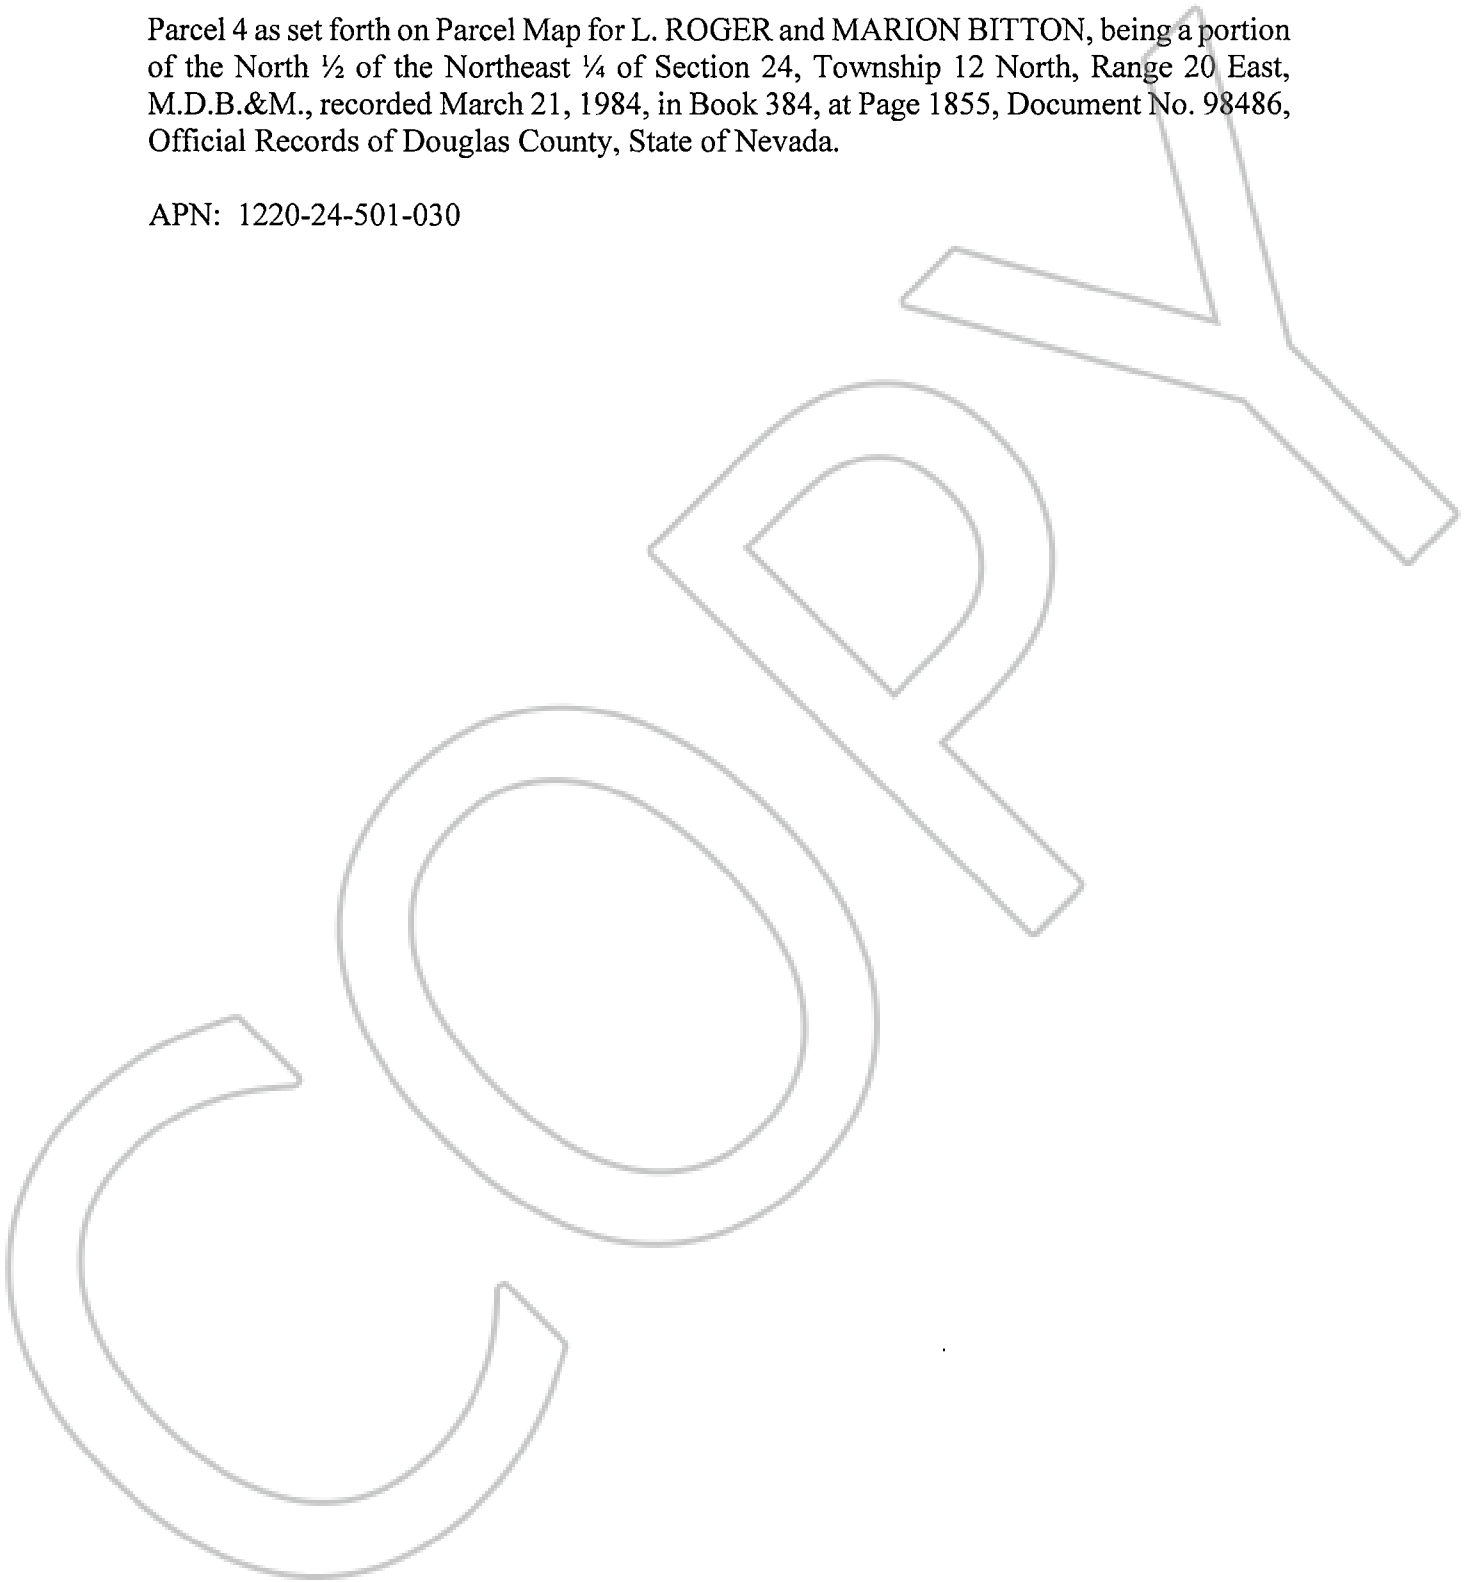 Parcel 4 as set forth on Parcel Map for L. ROGER and MARION BITTON, being a portion
of the North ½ of the Northeast ¼ of Section 24, Township 12 North, Range 20 East,
M.D.B.&M., recorded March 21, 1984, in Book 384, at Page 1855, Document No. 98486,
Official Records of Douglas County, State of Nevada.
APN: 1220-24-501-030
COPY